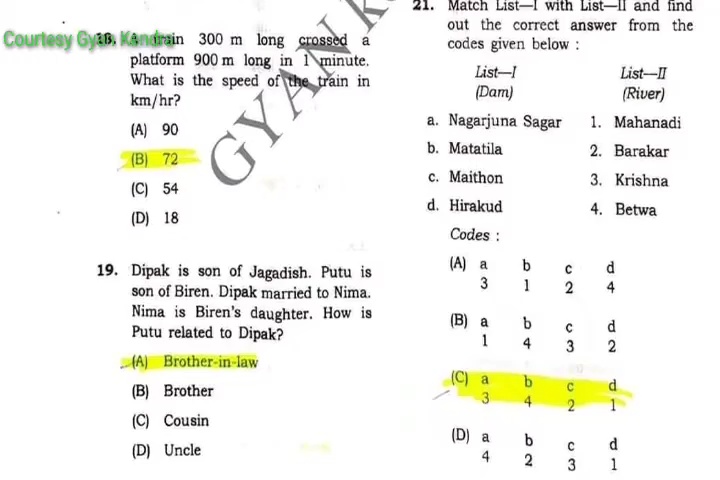 Courtesy Gyan Kendra
18. A train 300 m long crossed a
platform 900 m long in 1 minute.
What is the speed of the train in
km/hr?
(A) 90
(B) 72
(C) 54
(D) 18
19. Dipak is son of Jagadish. Putu is
son of Biren. Dipak married to Nima.
Nima is Biren's daughter. How is
Putu related to Dipak?
(A) Brother-in-law
(B) Brother
(C) Cousin
(D) Uncle
GYAN K
21. Match List—I with List—II and find
out the correct answer from the
codes given below :
List—I List—II
(Dam) (River)
a. Nagarjuna Sagar 1. Mahanadi
b. Matatila 2. Barakar
c. Maithon 3. Krishna
d. Hirakud 4. Betwa
Codes :
(A) a b c d
3 1 2 4
(B) a b c d
1 4 3 2
(C) a b c d
3 4 2 1
(D) a b c d
4 2 3 1